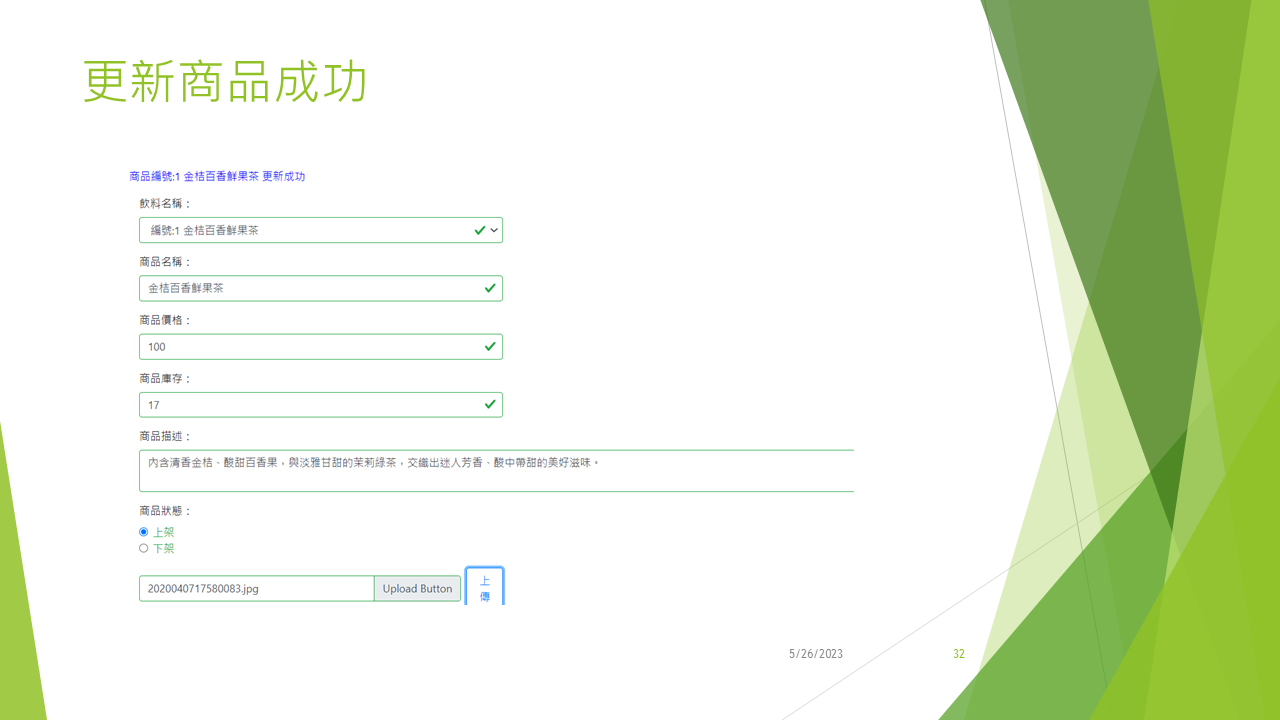 更新商品成功
商品編號:1 金桔百香鮮果茶 更新成功
飲料名稱：
編號:1 金桔百香鮮果茶
商品名稱：
金桔百香鮮果茶
商品價格：
100
商品庫存：
17
商品描述：
內含清香金桔、酸甜百香果，與淡雅甘甜的茉莉綠茶，交織出迷人芳香、酸中帶甜的美好滋味。
商品狀態：
上架
下架
2020040717580083.jpg Upload Button
上
傳
5/26/2023 32